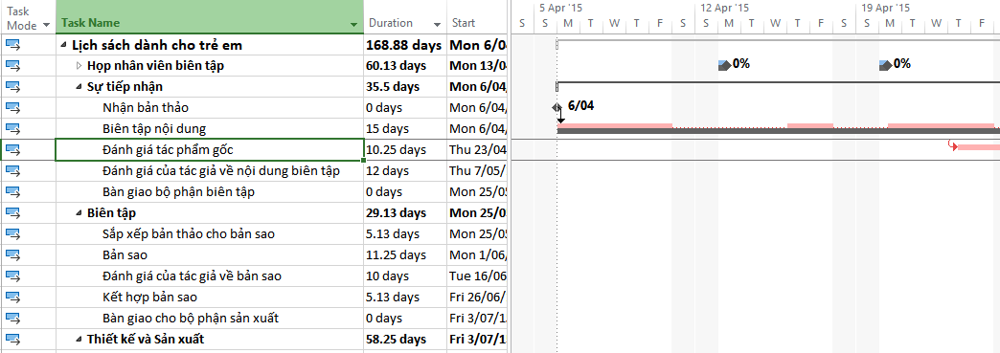 Task Mode Task Name Duration Start
5 Apr '15 12 Apr '15 19 Apr '15
S S M T W T F S S M T W T F S S M T W T F
Lịch sách dành cho trẻ em 168.88 days Mon 6/04
Họp nhân viên biên tập 60.13 days Mon 13/04 0% 0%
Sự tiếp nhận 35.5 days Mon 6/04/
Nhận bản thảo 0 days Mon 6/04/ 6/04
Biên tập nội dung 15 days Mon 6/04/
Đánh giá tác phẩm gốc 10.25 days Thu 23/04
Đánh giá của tác giả về nội dung biên tập 12 days Thu 7/05/
Bàn giao bộ phận biên tập 0 days Mon 25/05
Biên tập 29.13 days Mon 25/05
Sắp xếp bản thảo cho bản sao 5.13 days Mon 25/05
Bản sao 11.25 days Mon 1/06/
Đánh giá của tác giả về bản sao 10 days Tue 16/06
Kết hợp bản sao 5.13 days Fri 26/06/
Bàn giao cho bộ phận sản xuất 0 days Fri 3/07/1
Thiết kế và Sản xuất 58.25 days Fri 3/07/1